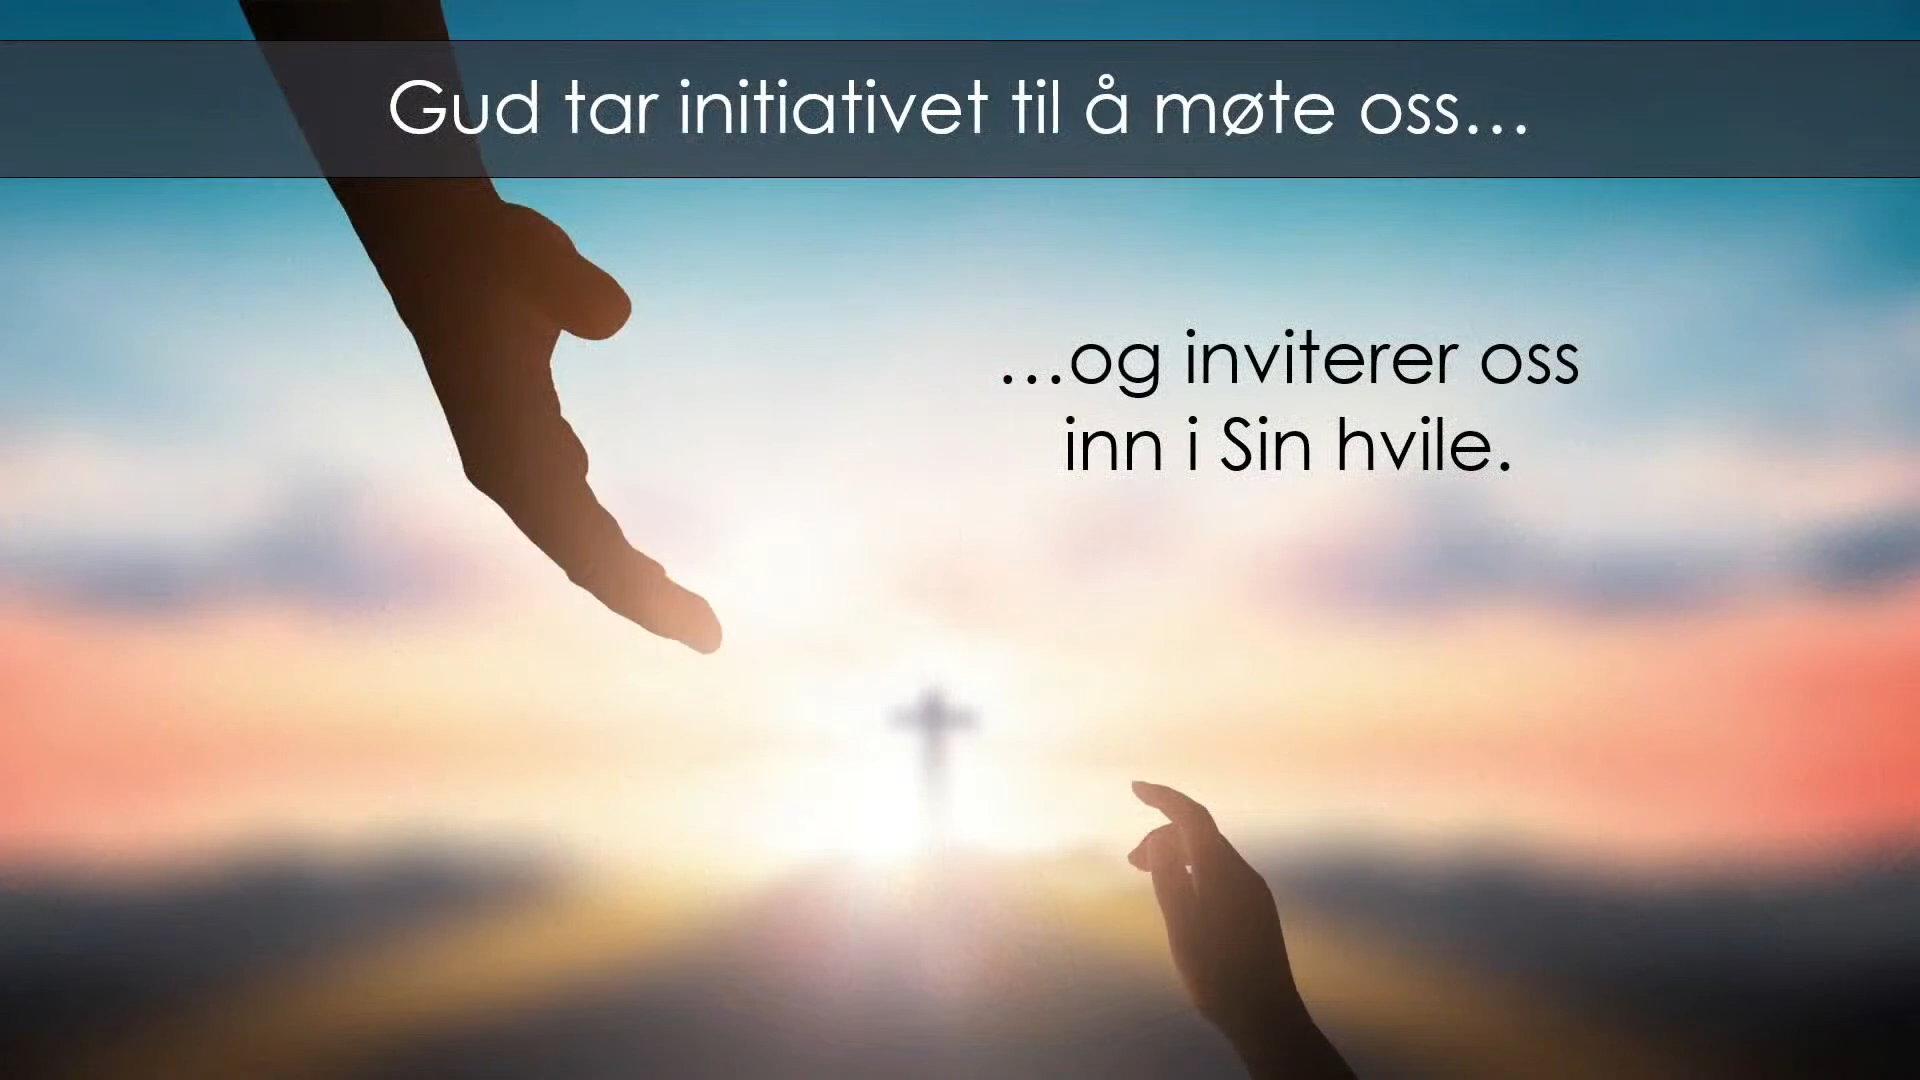 Gud tar initiativet til å møte oss…
…og inviterer oss
inn i Sin hvile.